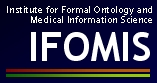 Institute for Formal Ontology and
Medical Information Science
IFOMIS